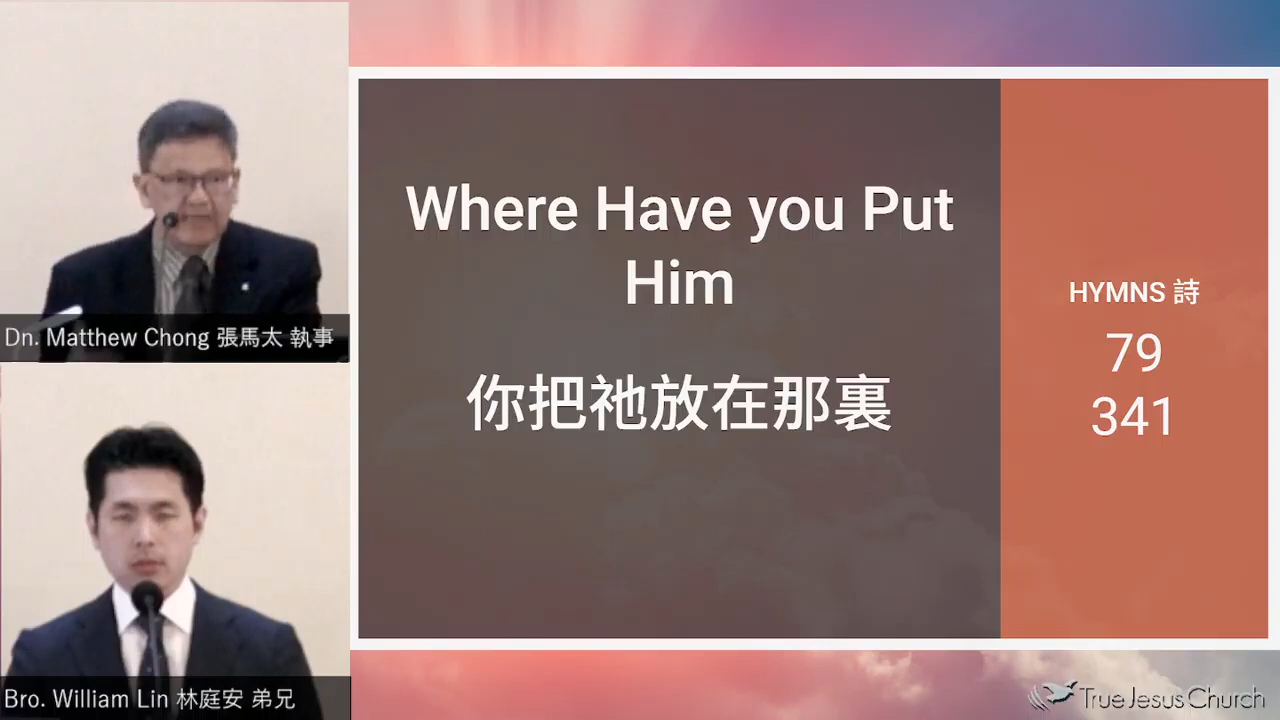 Dn. Matthew Chong 張馬太 執事
Bro. William Lin 林庭安 弟兄
Where Have you Put
Him
你把祂放在那裏
HYMNS 詩
79
341
True Jesus Church